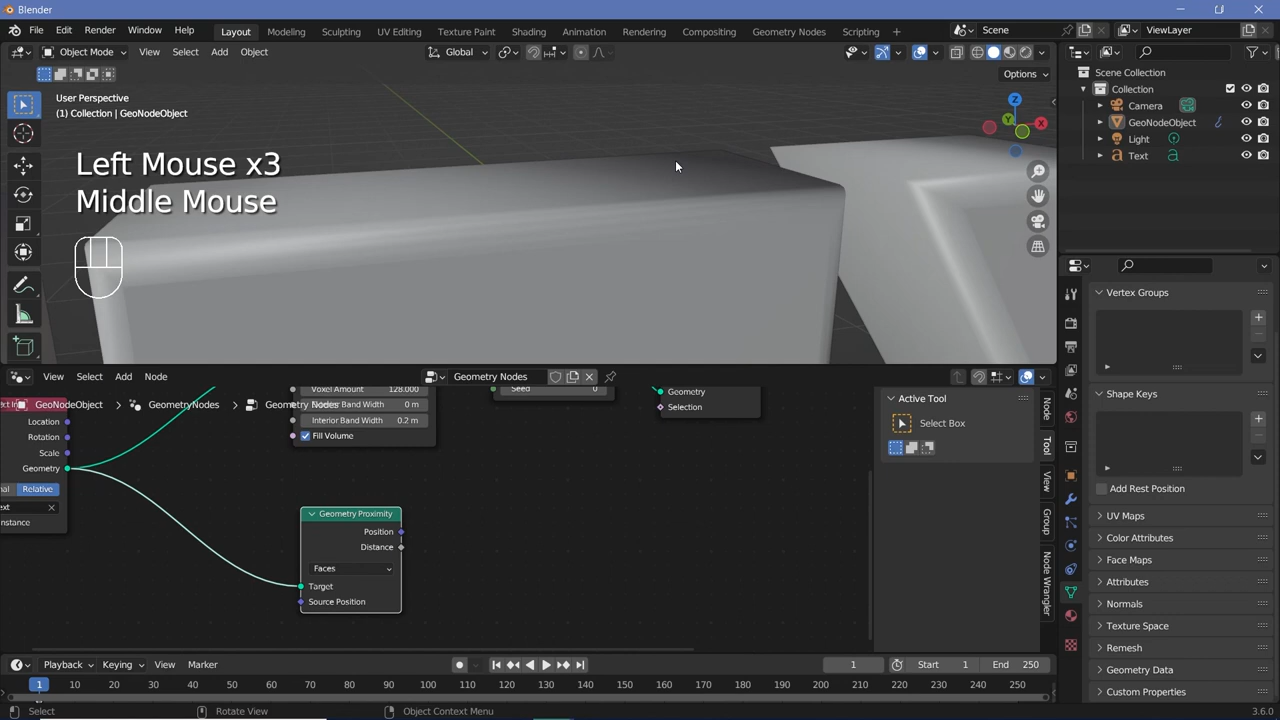 Blender
File Edit Render Window Help Layout Modeling Sculpting UV Editing Texture Paint Shading Animation Rendering Compositing Geometry Nodes Scripting + Scene ViewLayer
Object Mode View Select Add Object Global
Options
User Perspective
(1) Collection | GeoNodeObject
Left Mouse x3
Middle Mouse
Z
Y
X
Scene Collection
Collection
Camera
GeoNodeObject
Light
Text
Vertex Groups
Shape Keys
Add Rest Position
UV Maps
Color Attributes
Face Maps
Attributes
Normals
Texture Space
Remesh
Geometry Data
Custom Properties
View Select Add Node Geometry Nodes
GeoNodeObject > GeometryNodes > Geometry Nodes
Location
Rotation
Scale
Geometry
Relative
Voxel Amount 128.000
Band Width 0 m
Interior Band Width 0.2 m
Fill Volume
Seed 0
Geometry
Selection
Geometry Proximity
Position
Distance
Faces
Target
Source Position
Active Tool
Select Box
Node
Tool
View
Group
Node Wrangler
Playback Keying View Marker 1 Start 1 End 250
1 10 20 30 40 50 60 70 80 90 100 110 120 130 140 150 160 170 180 190 200 210 220 230 240 250
Select Rotate View Object Context Menu 3.6.0